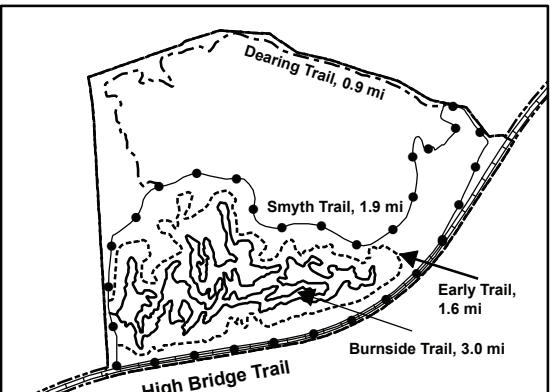 Dearing Trail, 0.9 mi
Smyth Trail, 1.9 mi
Early Trail,
1.6 mi
Burnside Trail, 3.0 mi
High Bridge Trail